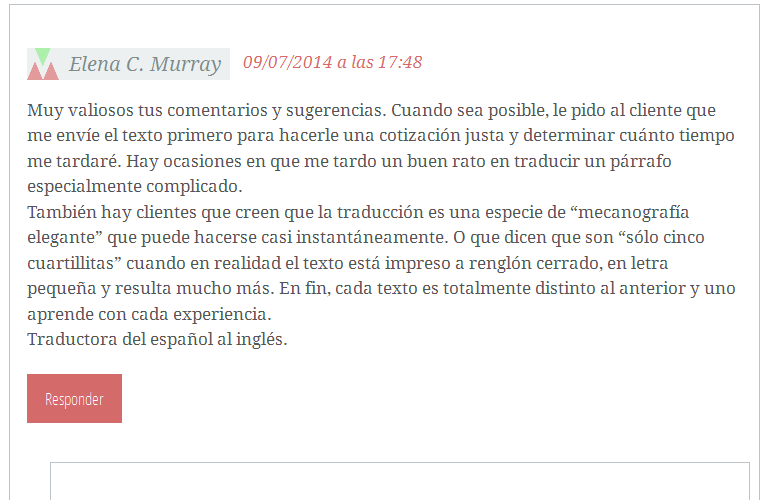 Elena C. Murray 09/07/2014 a las 17:48
Muy valiosos tus comentarios y sugerencias. Cuando sea posible, le pido al cliente que
me envíe el texto primero para hacerle una cotización justa y determinar cuánto tiempo
me tardaré. Hay ocasiones en que me tardo un buen rato en traducir un párrafo
especialmente complicado.
También hay clientes que creen que la traducción es una especie de “mecanografía
elegante” que puede hacerse casi instantáneamente. O que dicen que son “sólo cinco
cuartillitas” cuando en realidad el texto está impreso a renglón cerrado, en letra
pequeña y resulta mucho más. En fin, cada texto es totalmente distinto al anterior y uno
aprende con cada experiencia.
Traductora del español al inglés.
Responder